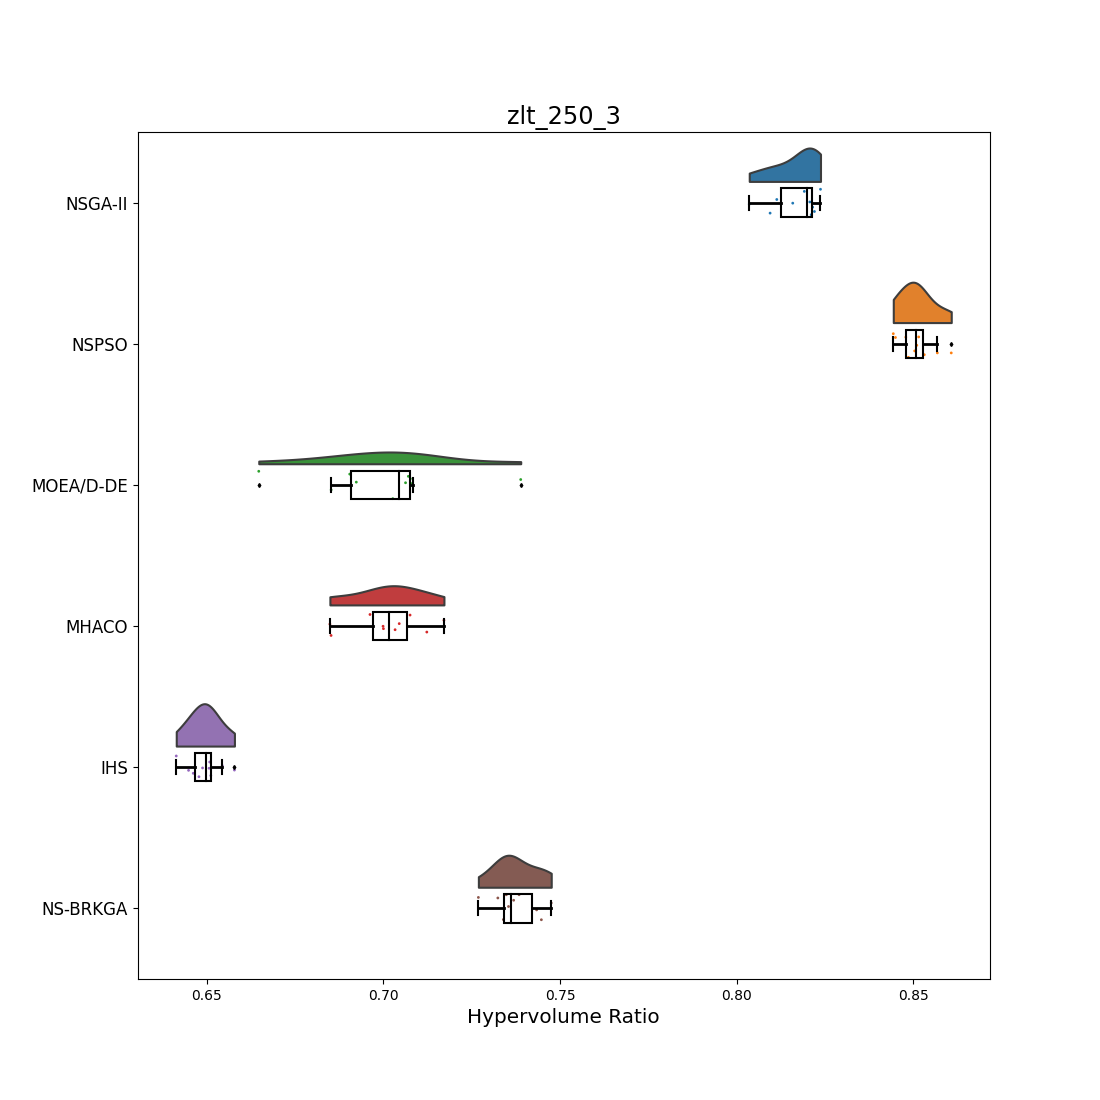 zlt_250_3
NSGA-II
NSPSO
MOEA/D-DE
MHACO
IHS
NS-BRKGA
0.65 0.70 0.75 0.80 0.85
Hypervolume Ratio